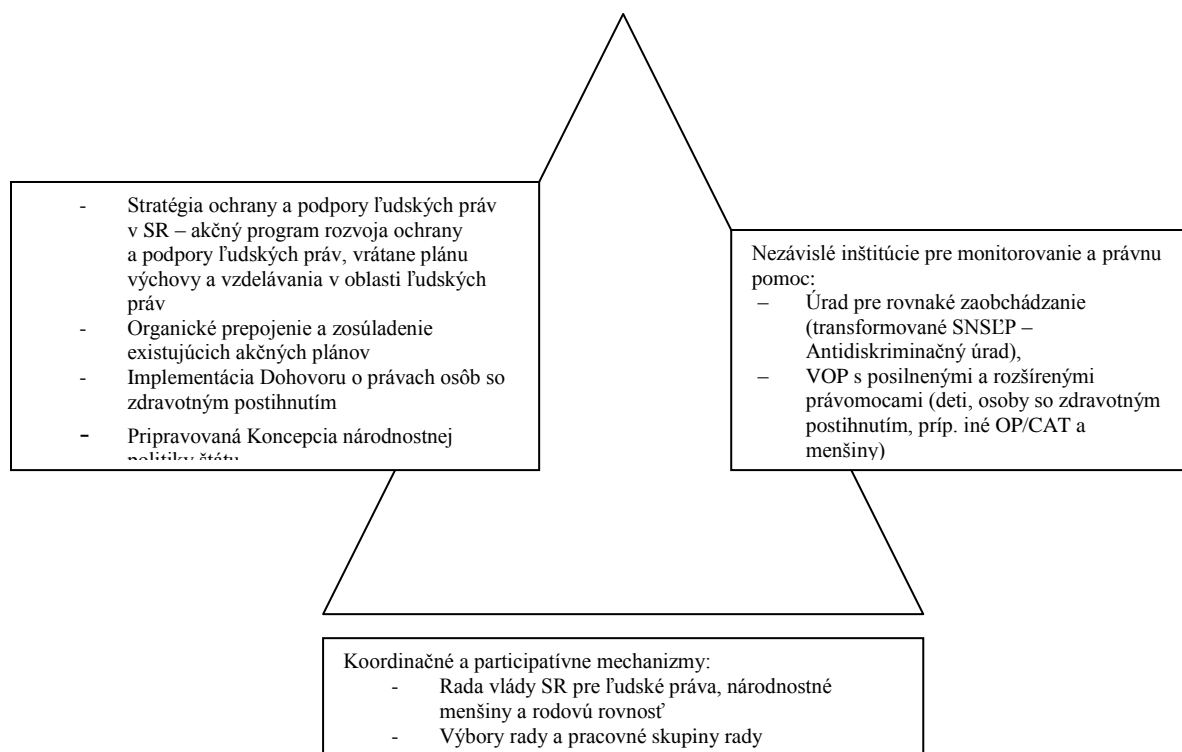 - Stratégia ochrany a podpory ľudských práv
v SR – akčný program rozvoja ochrany
a podpory ľudských práv, vrátane plánu
výchovy a vzdelávania v oblasti ľudských
práv
- Organické prepojenie a zosúladenie
existujúcich akčných plánov
- Implementácia Dohovoru o právach osôb so
zdravotným postihnutím
- Pripravovaná Koncepcia národnostnej
politiky štátu
Nezávislé inštitúcie pre monitorovanie a právnu
pomoc:
– Úrad pre rovnaké zaobchádzanie
(transformované SNSĽP –
Antidiskriminačný úrad),
– VOP s posilnenými a rozšírenými
právomocami (deti, osoby so zdravotným
postihnutím, príp. iné OP/CAT a
menšiny)
Koordinačné a participatívne mechanizmy:
- Rada vlády SR pre ľudské práva, národnostné
menšiny a rodovú rovnosť
- Výbory rady a pracovné skupiny rady